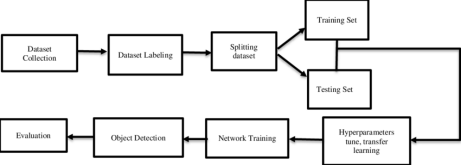 Dataset
Collection
Dataset Labeling
Splitting
dataset
Training Set
Testing Set
Hyperparameters
tune, transfer
learning
Network Training
Object Detection
Evaluation